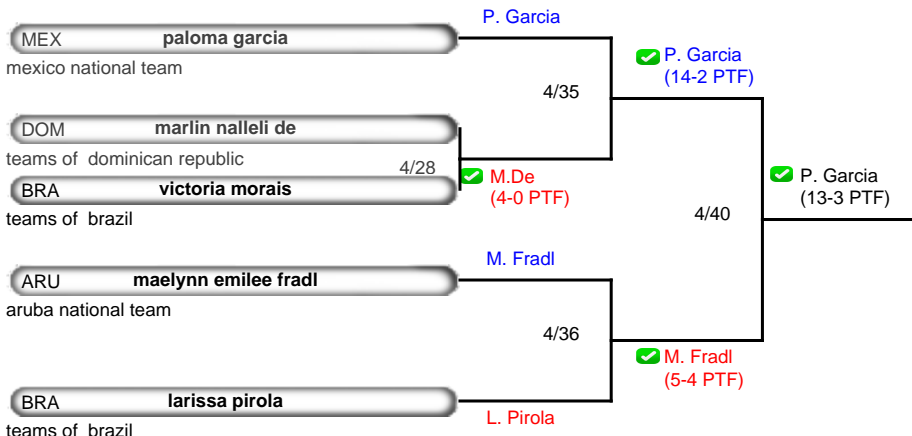 P. Garcia
MEX paloma garcia
mexico national team
P. Garcia
(14-2 PTF)
4/35
DOM marlin nalleli de
teams of dominican republic
4/28
M.De
(4-0 PTF)
BRA victoria morais
teams of brazil
P. Garcia
(13-3 PTF)
4/40
M. Fradl
ARU maelynn emilee fradl
aruba national team
4/36
M. Fradl
(5-4 PTF)
BRA larissa pirola
L. Pirola
teams of brazil